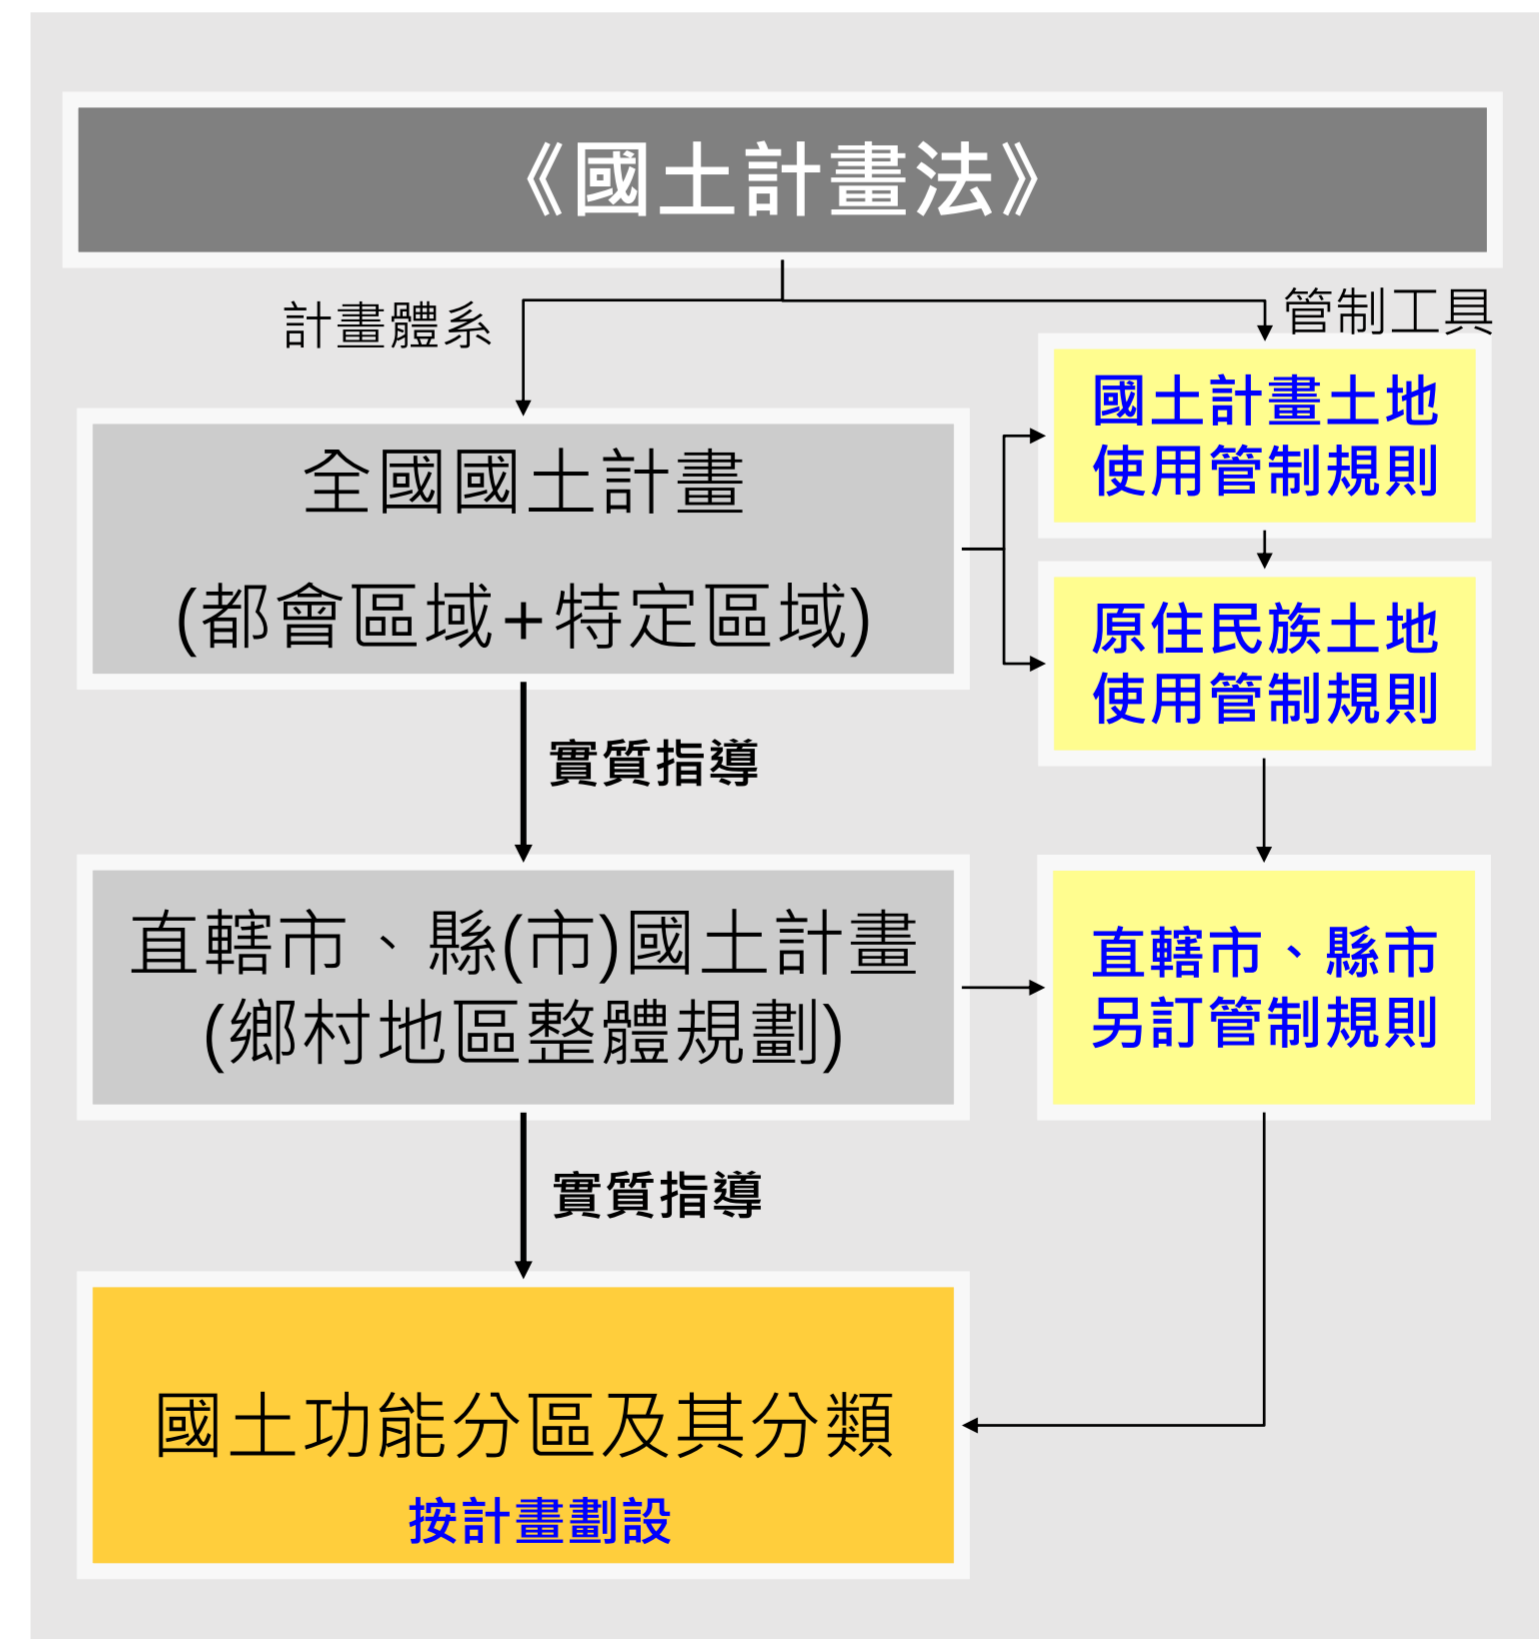 《國土計畫法》
計畫體系
管制工具
全國國土計畫
(都會區域+特定區域)
國土計畫土地
使用管制規則
原住民族土地
使用管制規則
實質指導
直轄市、縣(市)國土計畫
(鄉村地區整體規劃)
直轄市、縣市
另訂管制規則
實質指導
國土功能分區及其分類
按計畫劃設